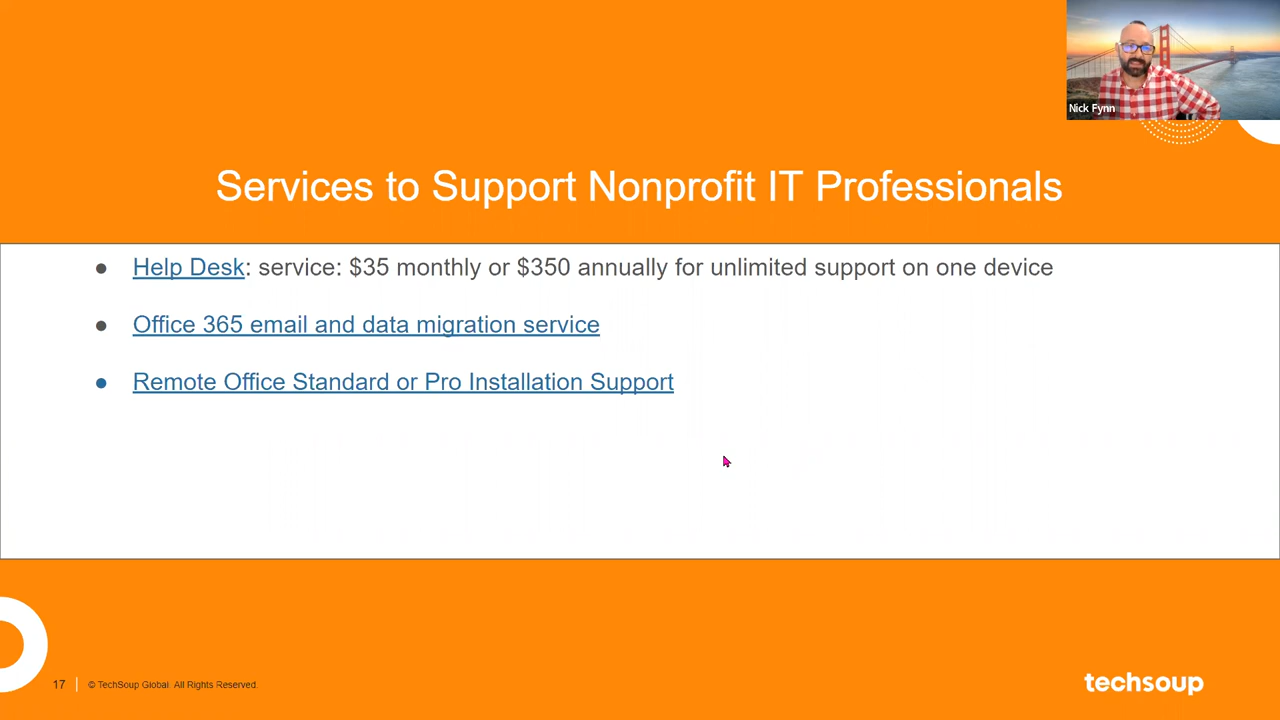 Nick Fynn
Services to Support Nonprofit IT Professionals
● Help Desk: service: $35 monthly or $350 annually for unlimited support on one device
● Office 365 email and data migration service
● Remote Office Standard or Pro Installation Support
17 | © TechSoup Global. All Rights Reserved.
techsoup